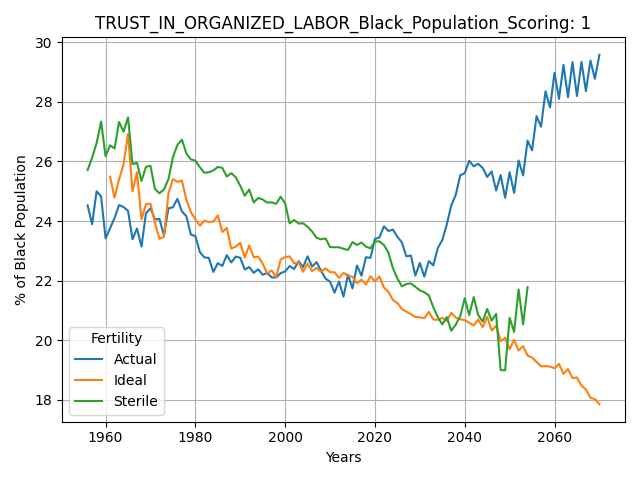 TRUST_IN_ORGANIZED_LABOR_Black_Population_Scoring: 1
% of Black Population
30
28
26
24
22
20
18
Fertility
Actual
Ideal
Sterile
1960 1980 2000 2020 2040 2060
Years